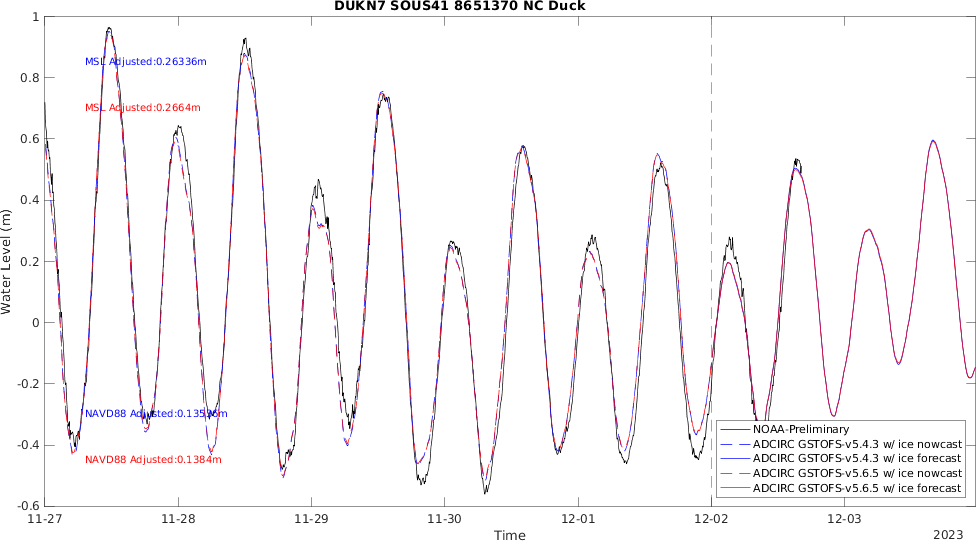 DUKN7 SOUS41 8651370 NC Duck
Water Level (m)
1
0.8
0.6
0.4
0.2
0
-0.2
-0.4
-0.6
MSL Adjusted:0.26336m
MSL Adjusted:0.2664m
NAVD88 Adjusted:0.13536m
NAVD88 Adjusted:0.1384m
NOAA-Preliminary
ADCIRC GSTOFS-v5.4.3 w/ ice nowcast
ADCIRC GSTOFS-v5.4.3 w/ ice forecast
ADCIRC GSTOFS-v5.6.5 w/ ice nowcast
ADCIRC GSTOFS-v5.6.5 w/ ice forecast
11-27 11-28 11-29 11-30 12-01 12-02 12-03
Time
2023